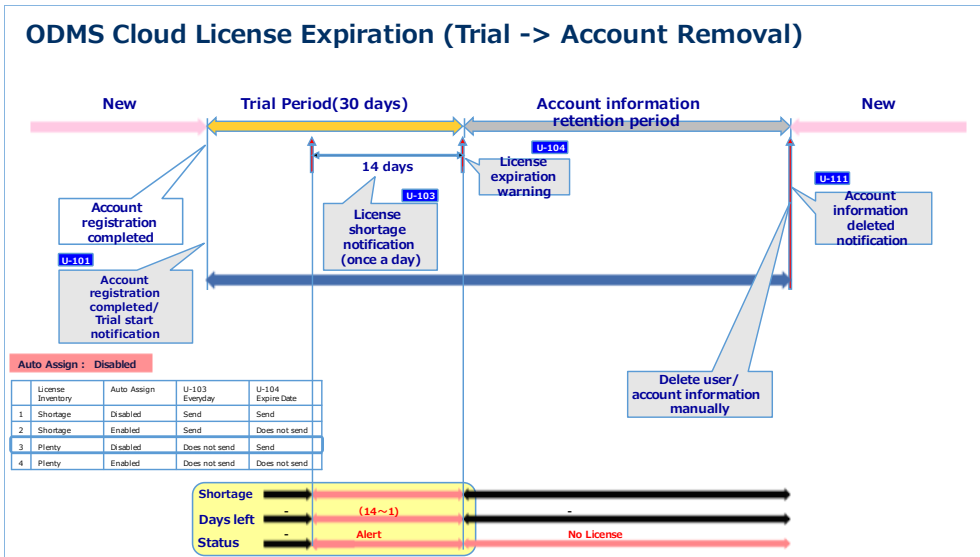 ODMS Cloud License Expiration (Trial -> Account Removal)
New
Trial Period(30 days)
Account information
retention period
New
14 days
U-104
License
expiration
warning
U-103
License
shortage
notification
(once a day)
U-111
Account
information
deleted
notification
Account
registration
completed
U-101
Account
registration
completed/
Trial start
notification
Delete user/
account information
manually
Auto Assign : Disabled
License Inventory Auto Assign U-103 Everyday U-104 Expire Date
1 Shortage Disabled Send Send
2 Shortage Enabled Send Does not send
3 Plenty Disabled Does not send Send
4 Plenty Enabled Does not send Does not send
Shortage
Days left - (14～1) -
Status - Alert No License